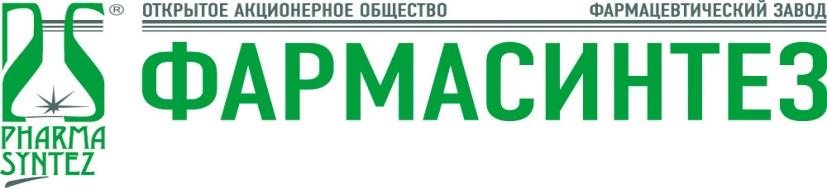 ® ОТКРЫТОЕ АКЦИОНЕРНОЕ ОБЩЕСТВО ФАРМАЦЕВТИЧЕСКИЙ ЗАВОД
ФАРМАСИНТЕЗ
PHARMA
SYNTEZ